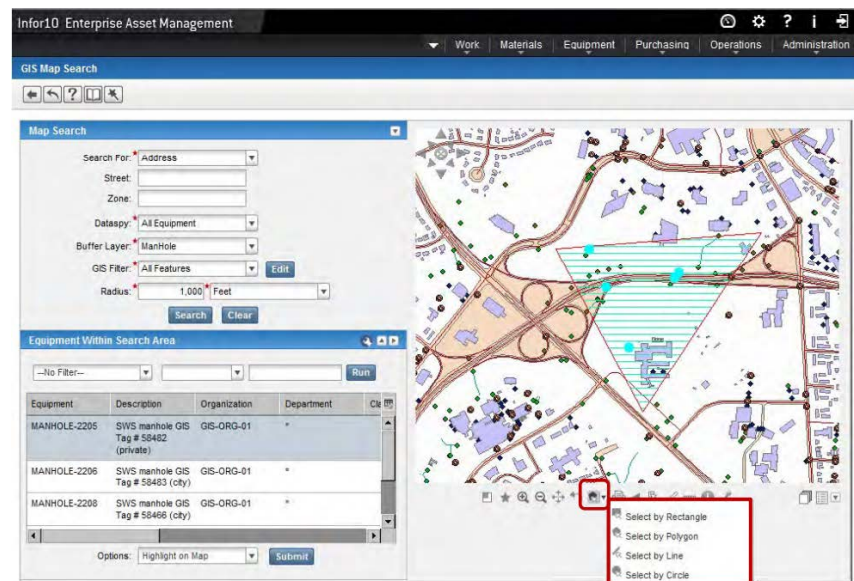 Infor10 Enterprise Asset Management
? i
Work Materials Equipment Purchasing Operations Administration
GIS Map Search
?
Map Search
Search For: * Address
Street:
Zone:
Dataspy: * All Equipment
Buffer Layer: * ManHole
GIS Filter: * All Features Edit
Radius: * 1,000 * Feet
Search Clear
Equipment Within Search Area
--No Filter-- Run
Equipment Description Organization Department Cla
MANHOLE-2205 SWS manhole GIS Tag # 58482 (private) GIS-ORG-01 *
MANHOLE-2206 SWS manhole GIS Tag # 58483 (city) GIS-ORG-01 *
MANHOLE-2208 SWS manhole GIS Tag # 58466 (city) GIS-ORG-01 *
Options: Highlight on Map Submit
Select by Rectangle
Select by Polygon
Select by Line
Select by Circle